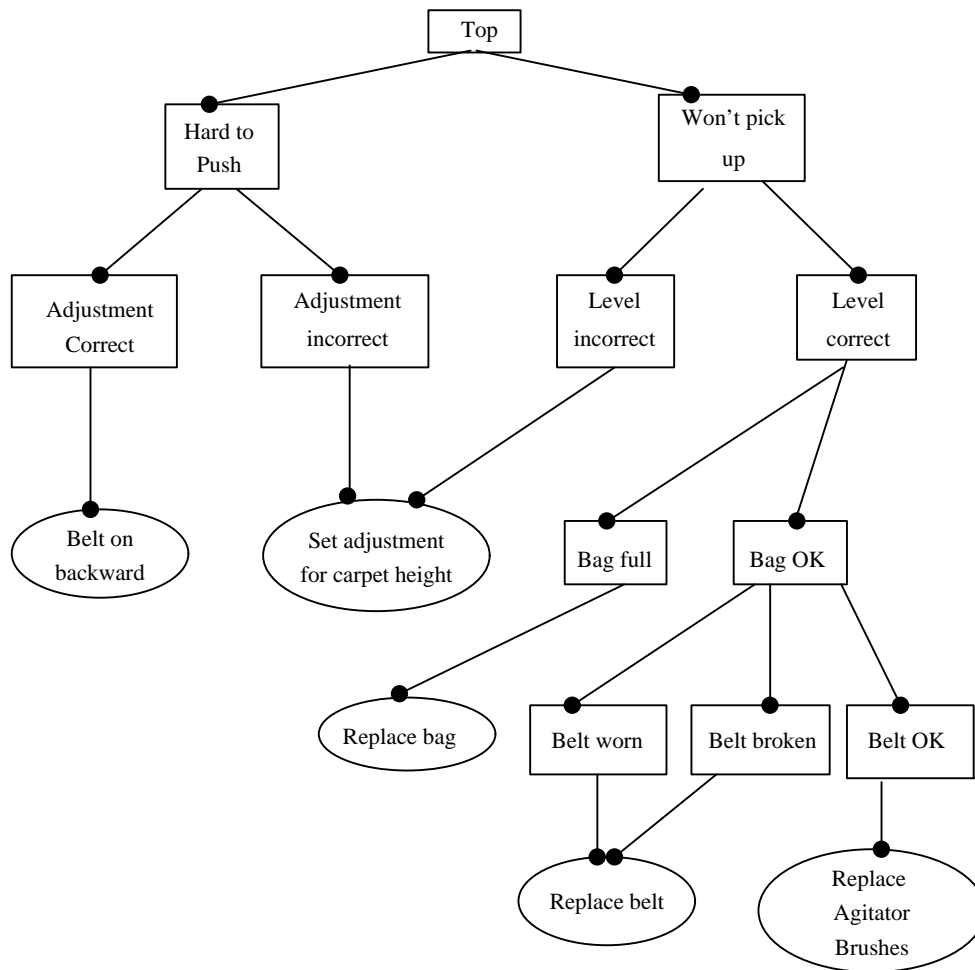 Top
Hard to
Push
Won't pick
up
Adjustment
Correct
Adjustment
incorrect
Level
incorrect
Level
correct
Belt on
backward
Set adjustment
for carpet height
Bag full
Bag OK
Replace bag
Belt worn
Belt broken
Belt OK
Replace belt
Replace
Agitator
Brushes